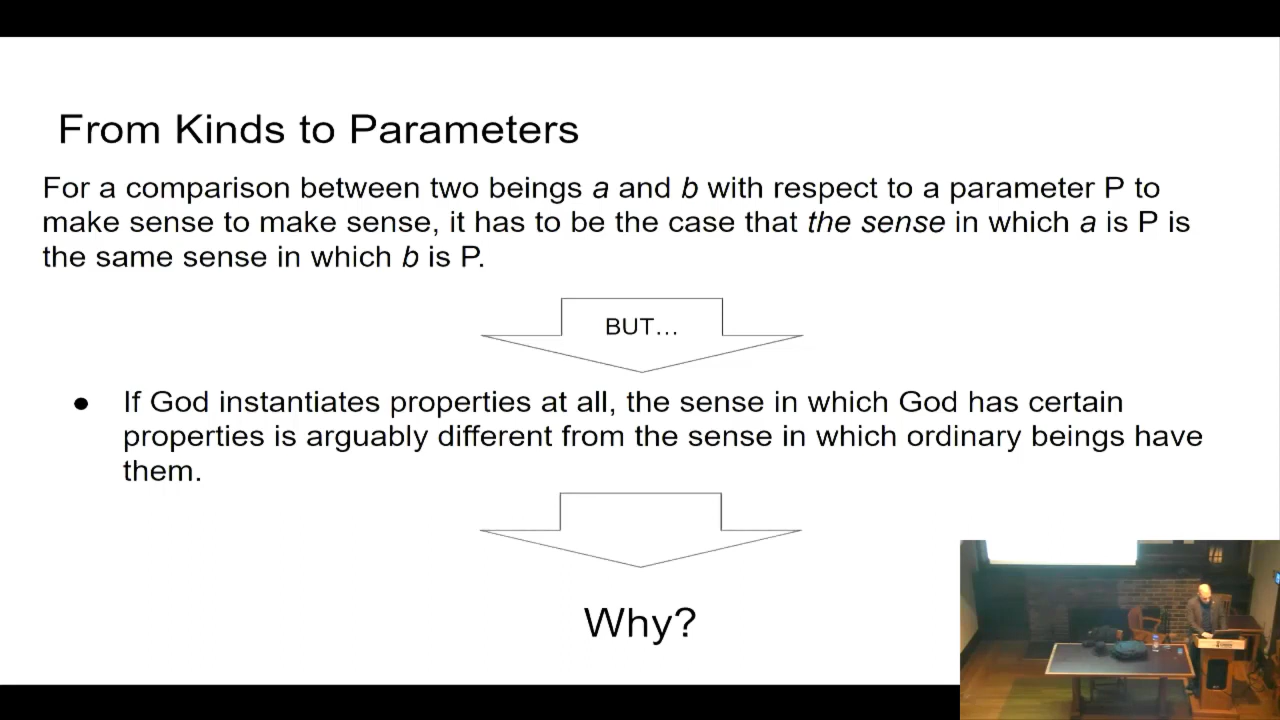 From Kinds to Parameters
For a comparison between two beings a and b with respect to a parameter P to
make sense to make sense, it has to be the case that the sense in which a is P is
the same sense in which b is P.
BUT...
● If God instantiates properties at all, the sense in which God has certain
properties is arguably different from the sense in which ordinary beings have
them.
Why?